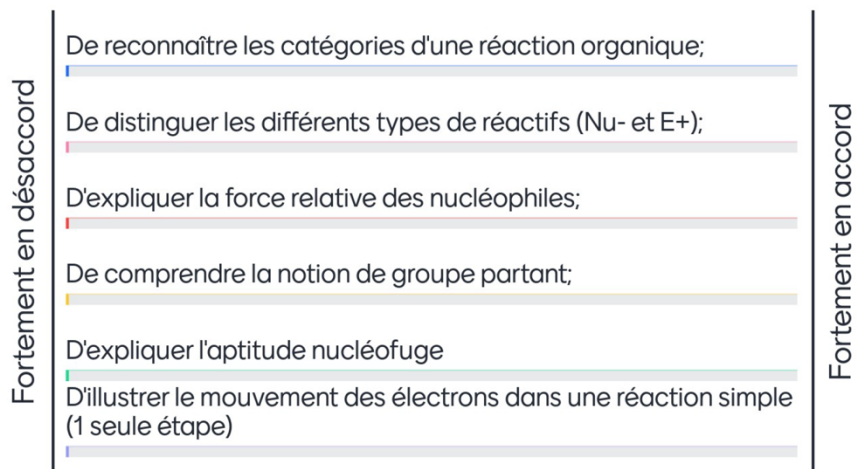 Fortement en désaccord
De reconnaître les catégories d'une réaction organique;
De distinguer les différents types de réactifs (Nu- et E+);
D'expliquer la force relative des nucléophiles;
De comprendre la notion de groupe partant;
D'expliquer l'aptitude nucléofuge
D'illustrer le mouvement des électrons dans une réaction simple
(1 seule étape)
Fortement en accord